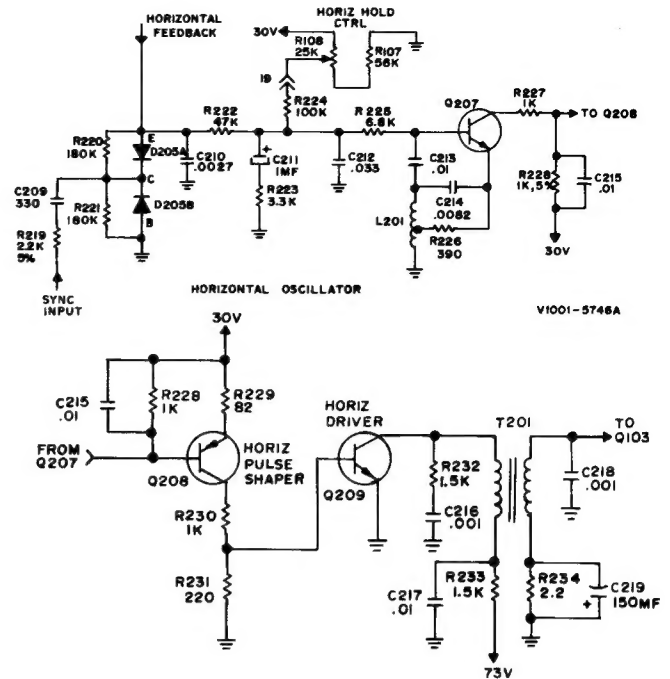 HORIZONTAL
FEEDBACK
HORIZ HOLD
CTRL
30V
R108
25K
R107
56K
19
R224
100K
R222
47K
R225
6.8K
Q207
R227
1K
TO Q208
R220
180K
E
D205A
C210
.0027
+
C211
1MF
C212
.033
C213
.01
R228
1K,5%
C215
.01
C209
330
C
R221
180K
D205B
B
R223
3.3K
C214
.0082
L201
R226
390
R219
2.2K
5%
30V
SYNC
INPUT
HORIZONTAL OSCILLATOR
V1001-5746A
30V
C215
.01
R228
1K
R229
82
HORIZ
DRIVER
T201
TO
Q103
FROM
Q207
Q208
HORIZ
PULSE
SHAPER
Q209
R232
1.5K
C218
.001
R230
1K
C216
.001
R231
220
C217
.01
R233
1.5K
R234
2.2
+
C219
150MF
73V